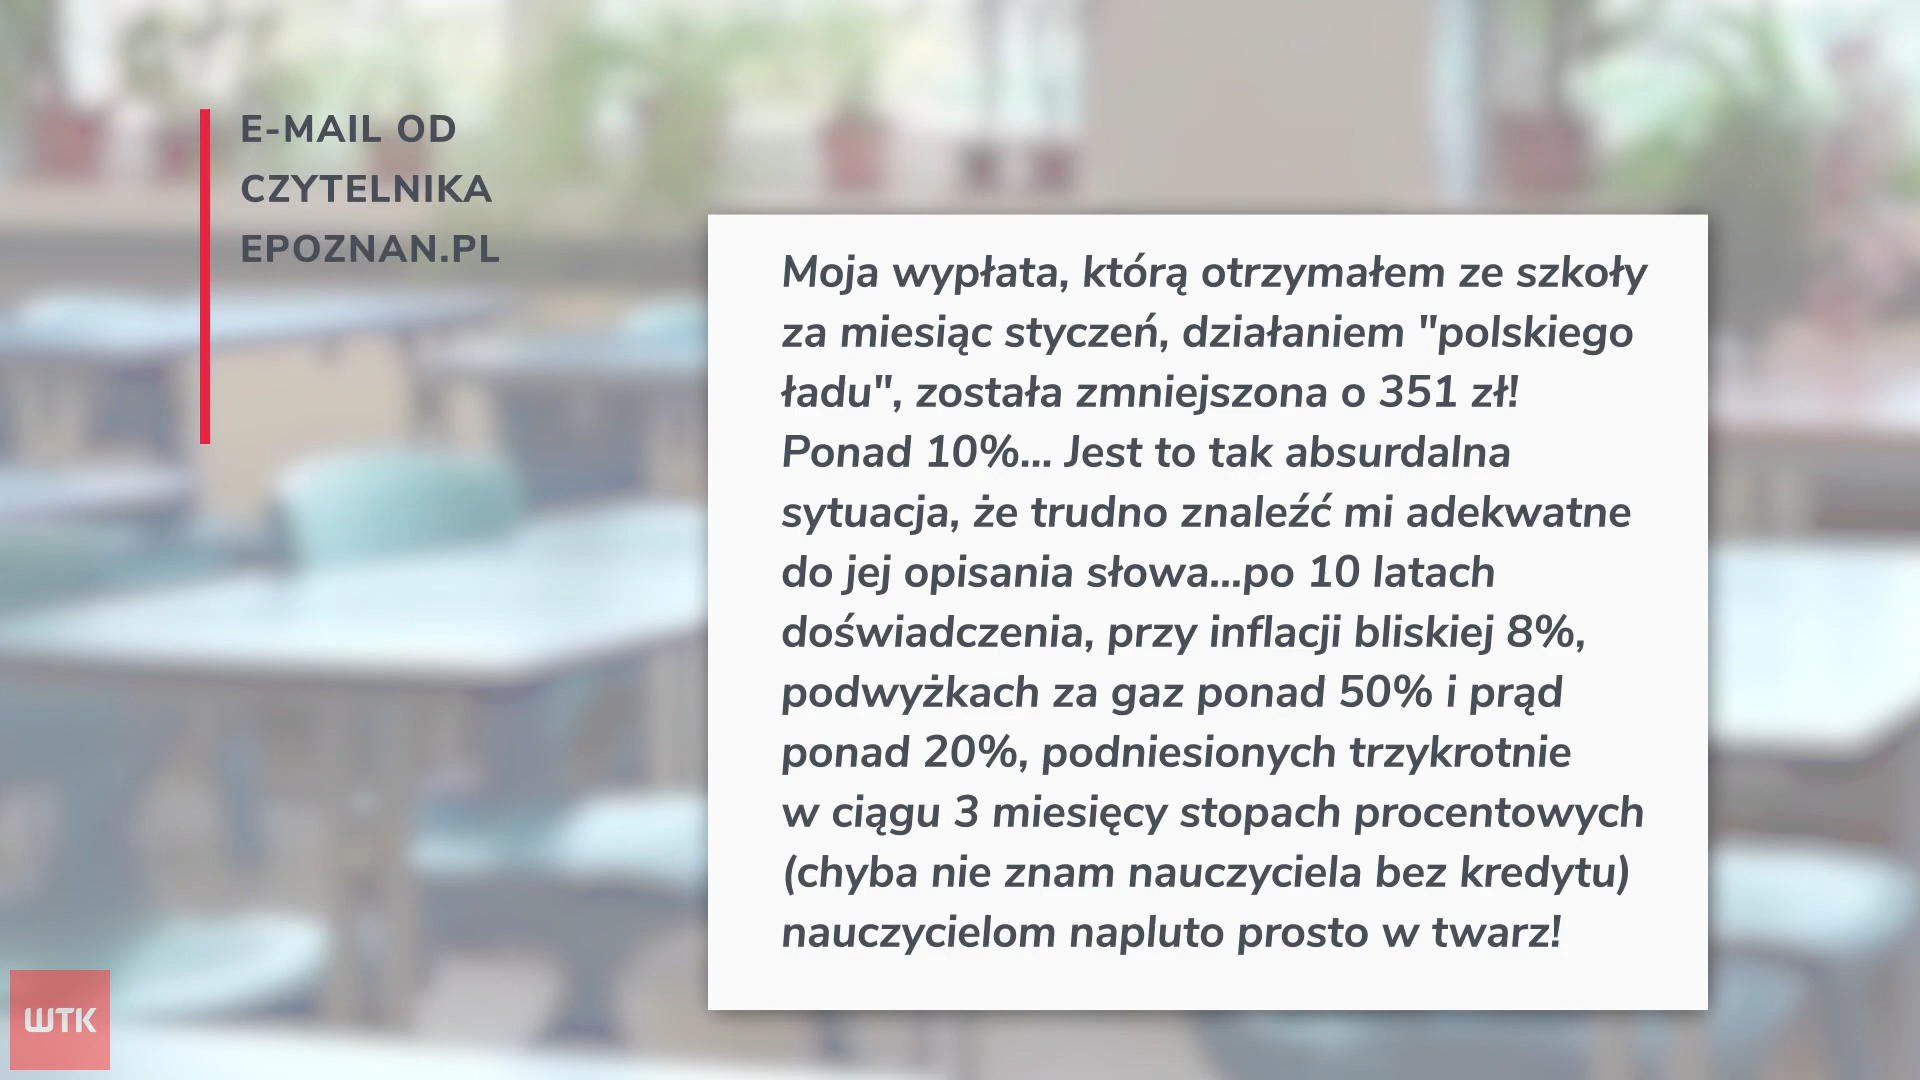 E-MAIL OD
CZYTELNIKA
EPOZNAN.PL
Moja wypłata, którą otrzymałem ze szkoły
za miesiąc styczeń, działaniem "polskiego
ładu", została zmniejszona o 351 zł!
Ponad 10%... Jest to tak absurdalna
sytuacja, że trudno znaleźć mi adekwatne
do jej opisania słowa...po 10 latach
doświadczenia, przy inflacji bliskiej 8%,
podwyżkach za gaz ponad 50% i prąd
ponad 20%, podniesionych trzykrotnie
w ciągu 3 miesięcy stopach procentowych
(chyba nie znam nauczyciela bez kredytu)
nauczycielom napluto prosto w twarz!
WTK